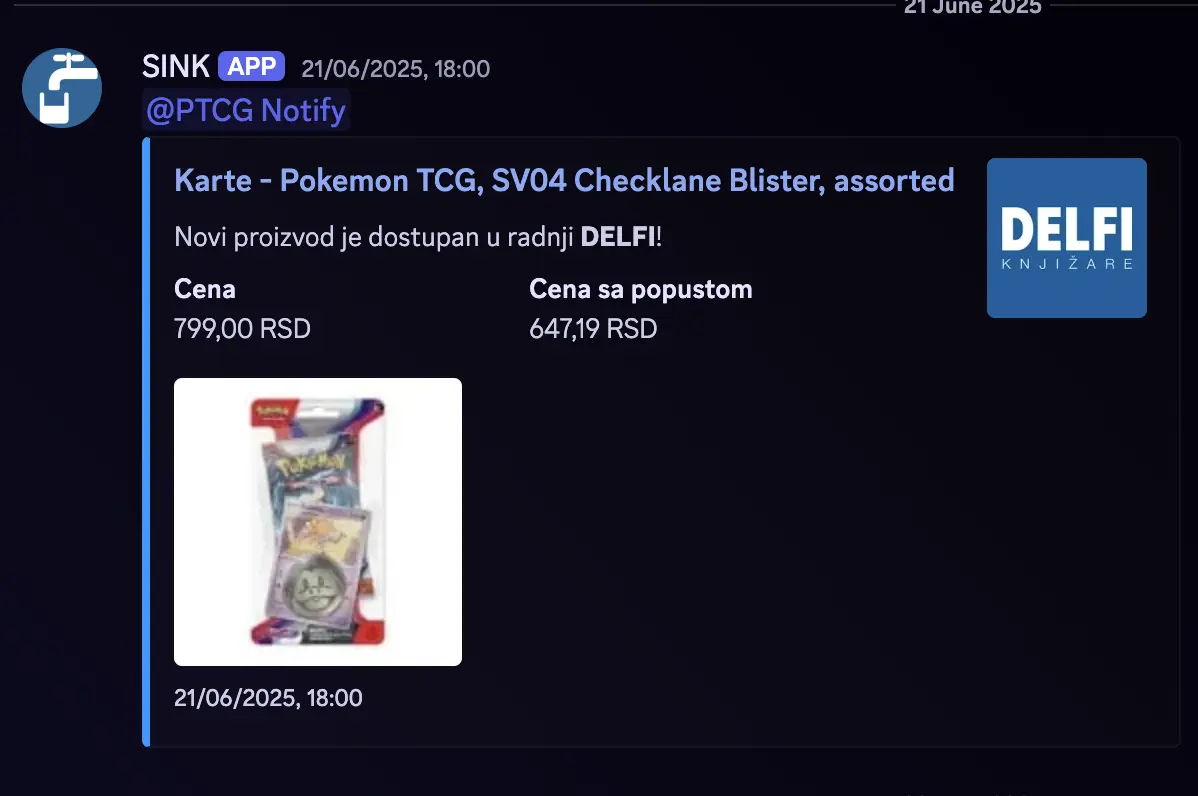 21 June 2025
SINK APP 21/06/2025, 18:00
@PTCG Notify
Karte - Pokemon TCG, SV04 Checklane Blister, assorted
Novi proizvod je dostupan u radnji DELFI!
DELFI
KNJIŽARE
Cena
Cena sa popustom
799,00 RSD
647,19 RSD
Pokémon
21/06/2025, 18:00